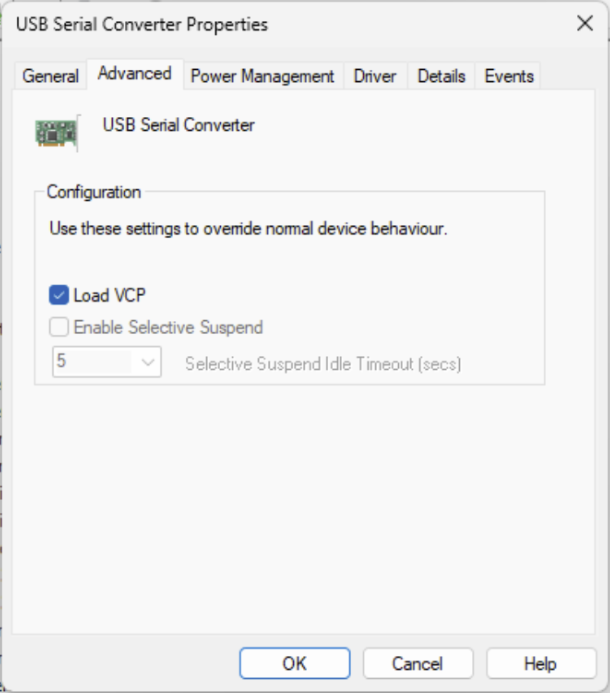 USB Serial Converter Properties
General Advanced Power Management Driver Details Events
USB Serial Converter
Configuration
Use these settings to override normal device behaviour.
Load VCP
Enable Selective Suspend
5 Selective Suspend Idle Timeout (secs)
OK Cancel Help